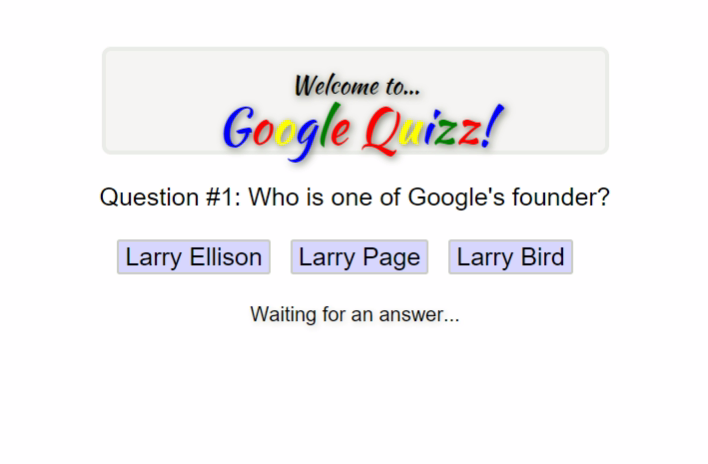 Welcome to...
Google Quizz!
Question #1: Who is one of Google's founder?
Larry Ellison Larry Page Larry Bird
Waiting for an answer...